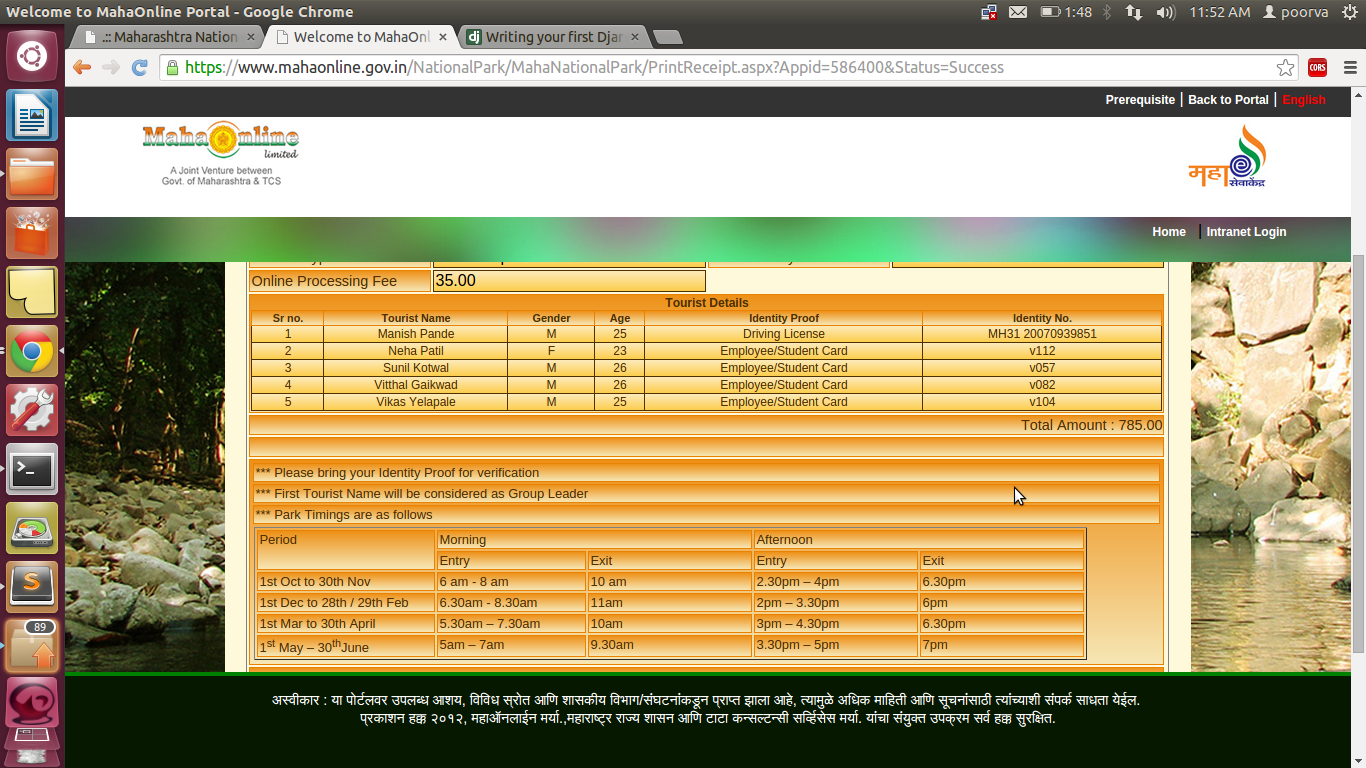 Welcome to MahaOnline Portal - Google Chrome
1:48
11:52 AM
poorva
.:: Maharashtra Nation
Welcome to MahaOnl
Writing your first Djan
https://www.mahaonline.gov.in/NationalPark/MahaNationalPark/PrintReceipt.aspx?Appid=586400&Status=Success
CORS
Prerequisite | Back to Portal | English
MahaOnline
limited
A Joint Venture between
Govt. of Maharashtra & TCS
महा
सेवाकेंद्र
Home | Intranet Login
Online Processing Fee 35.00
Tourist Details
Sr no. Tourist Name Gender Age Identity Proof Identity No.
1 Manish Pande M 25 Driving License MH31 20070939851
2 Neha Patil F 23 Employee/Student Card v112
3 Sunil Kotwal M 26 Employee/Student Card v057
4 Vitthal Gaikwad M 26 Employee/Student Card v082
5 Vikas Yelapale M 25 Employee/Student Card v104
Total Amount : 785.00
*** Please bring your Identity Proof for verification
*** First Tourist Name will be considered as Group Leader
*** Park Timings are as follows
Period Morning Afternoon
Entry Exit Entry Exit
1st Oct to 30th Nov 6 am - 8 am 10 am 2.30pm – 4pm 6.30pm
1st Dec to 28th / 29th Feb 6.30am - 8.30am 11am 2pm – 3.30pm 6pm
1st Mar to 30th April 5.30am – 7.30am 10am 3pm – 4.30pm 6.30pm
1st May – 30thJune 5am – 7am 9.30am 3.30pm – 5pm 7pm
89
अस्वीकार : या पोर्टलवर उपलब्ध आशय, विविध स्रोत आणि शासकीय विभाग/संघटनांकडून प्राप्त झाला आहे, त्यामुळे अधिक माहिती आणि सूचनांसाठी त्यांच्याशी संपर्क साधता येईल.
प्रकाशन हक्क २०१२, महाऑनलाईन मर्या.,महाराष्ट्र राज्य शासन आणि टाटा कन्सल्टन्सी सर्व्हिसेस मर्या. यांचा संयुक्त उपक्रम सर्व हक्क सुरक्षित.